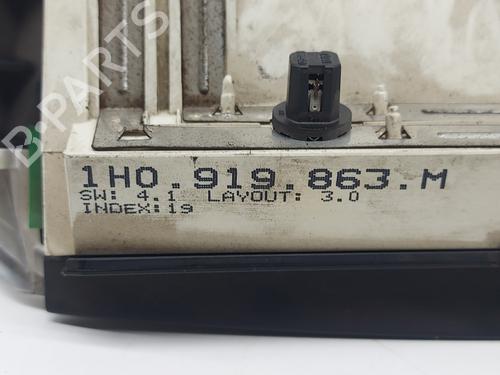 B-PARTS
1H0.919.863.M
SW: 4.1 LAYOUT: 3.0
INDEX:19